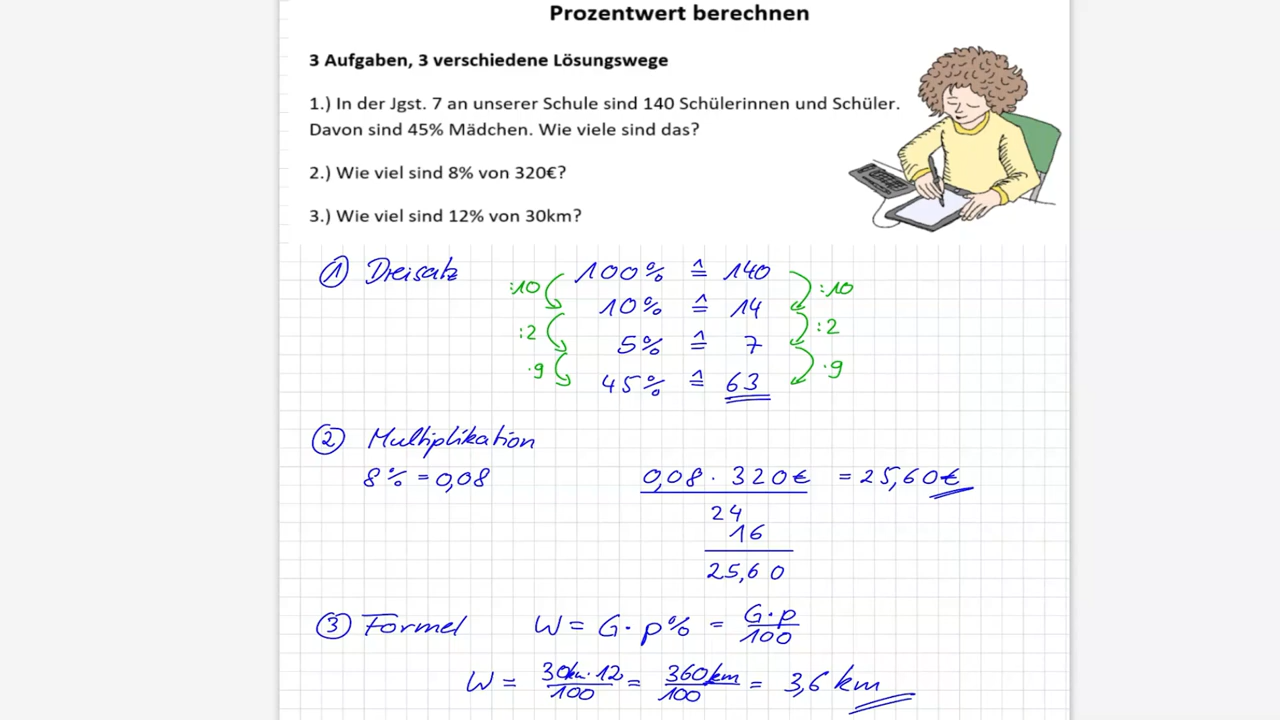 Prozentwert berechnen
3 Aufgaben, 3 verschiedene Lösungswege
1.) In der Jgst. 7 an unserer Schule sind 140 Schülerinnen und Schüler.
Davon sind 45% Mädchen. Wie viele sind das?
2.) Wie viel sind 8% von 320€?
3.) Wie viel sind 12% von 30km?
① Dreisatz 100% ≙ 140
:10 :10
10% ≙ 14
:2 :2
5% ≙ 7
·9 ·9
45% ≙ 63
② Multiplikation
8% = 0,08 0,08 · 320€ = 25,60€
24
16
25,60
③ Formel W = G · p% = G·p/100
W = 30km·12/100 = 360km/100 = 3,6 km